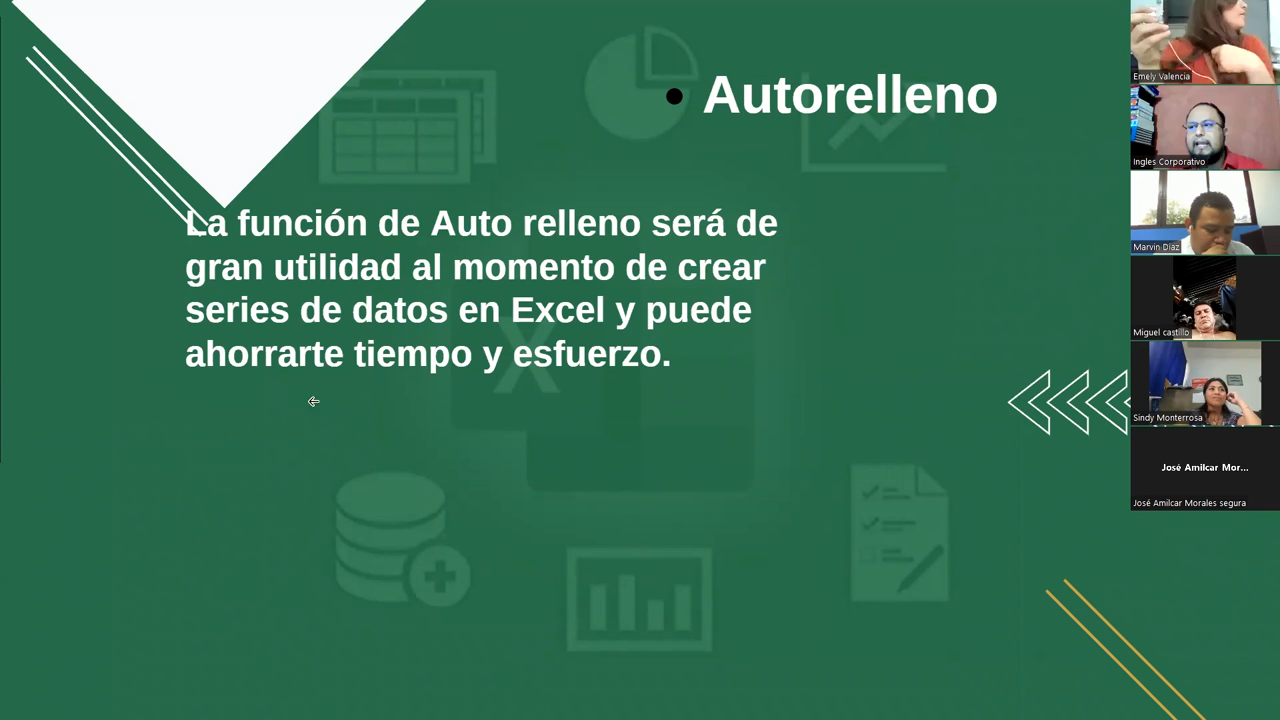 Autorelleno
La función de Auto relleno será de
gran utilidad al momento de crear
series de datos en Excel y puede
ahorrarte tiempo y esfuerzo.
X
Emely Valencia
Ingles Corporativo
Marvin Diaz
Miguel castillo
Sindy Monterrosa
José Amilcar Mor...
José Amilcar Morales segura